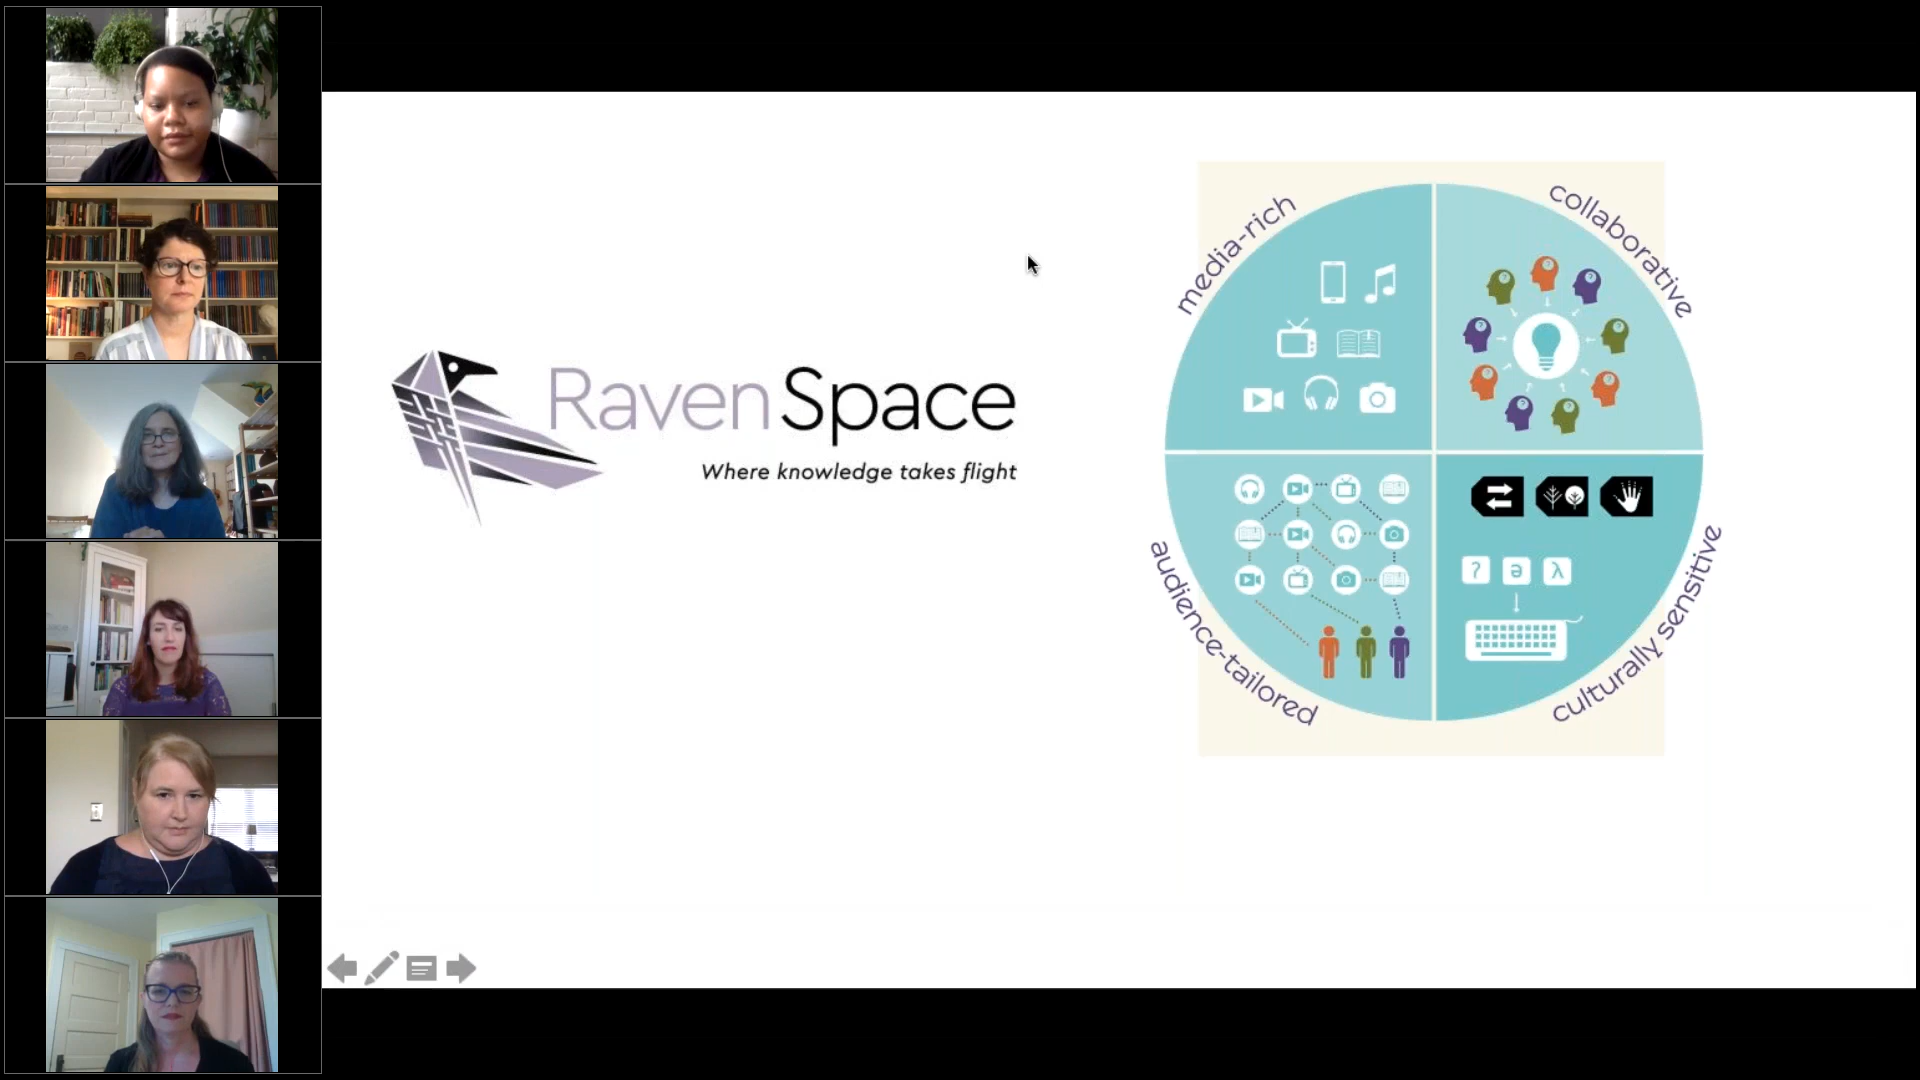 RavenSpace
Where knowledge takes flight
media-rich
collaborative
audience-tailored
culturally sensitive
? ? ? ? ? ? ? ? ?
ʔ ə λ